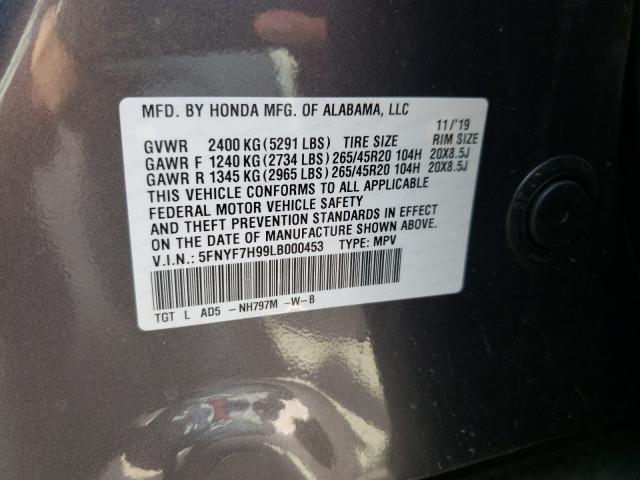 MFD. BY HONDA MFG. OF ALABAMA, LLC
11/'19
GVWR 2400 KG (5291 LBS) TIRE SIZE RIM SIZE
GAWR F 1240 KG (2734 LBS) 265/45R20 104H 20X8.5J
GAWR R 1345 KG (2965 LBS) 265/45R20 104H 20X8.5J
THIS VEHICLE CONFORMS TO ALL APPLICABLE
FEDERAL MOTOR VEHICLE SAFETY
AND THEFT PREVENTION STANDARDS IN EFFECT
ON THE DATE OF MANUFACTURE SHOWN ABOVE.
V.I.N.: 5FNYF7H99LB000453 TYPE: MPV
TGT L AD5 -NH797M -W-B